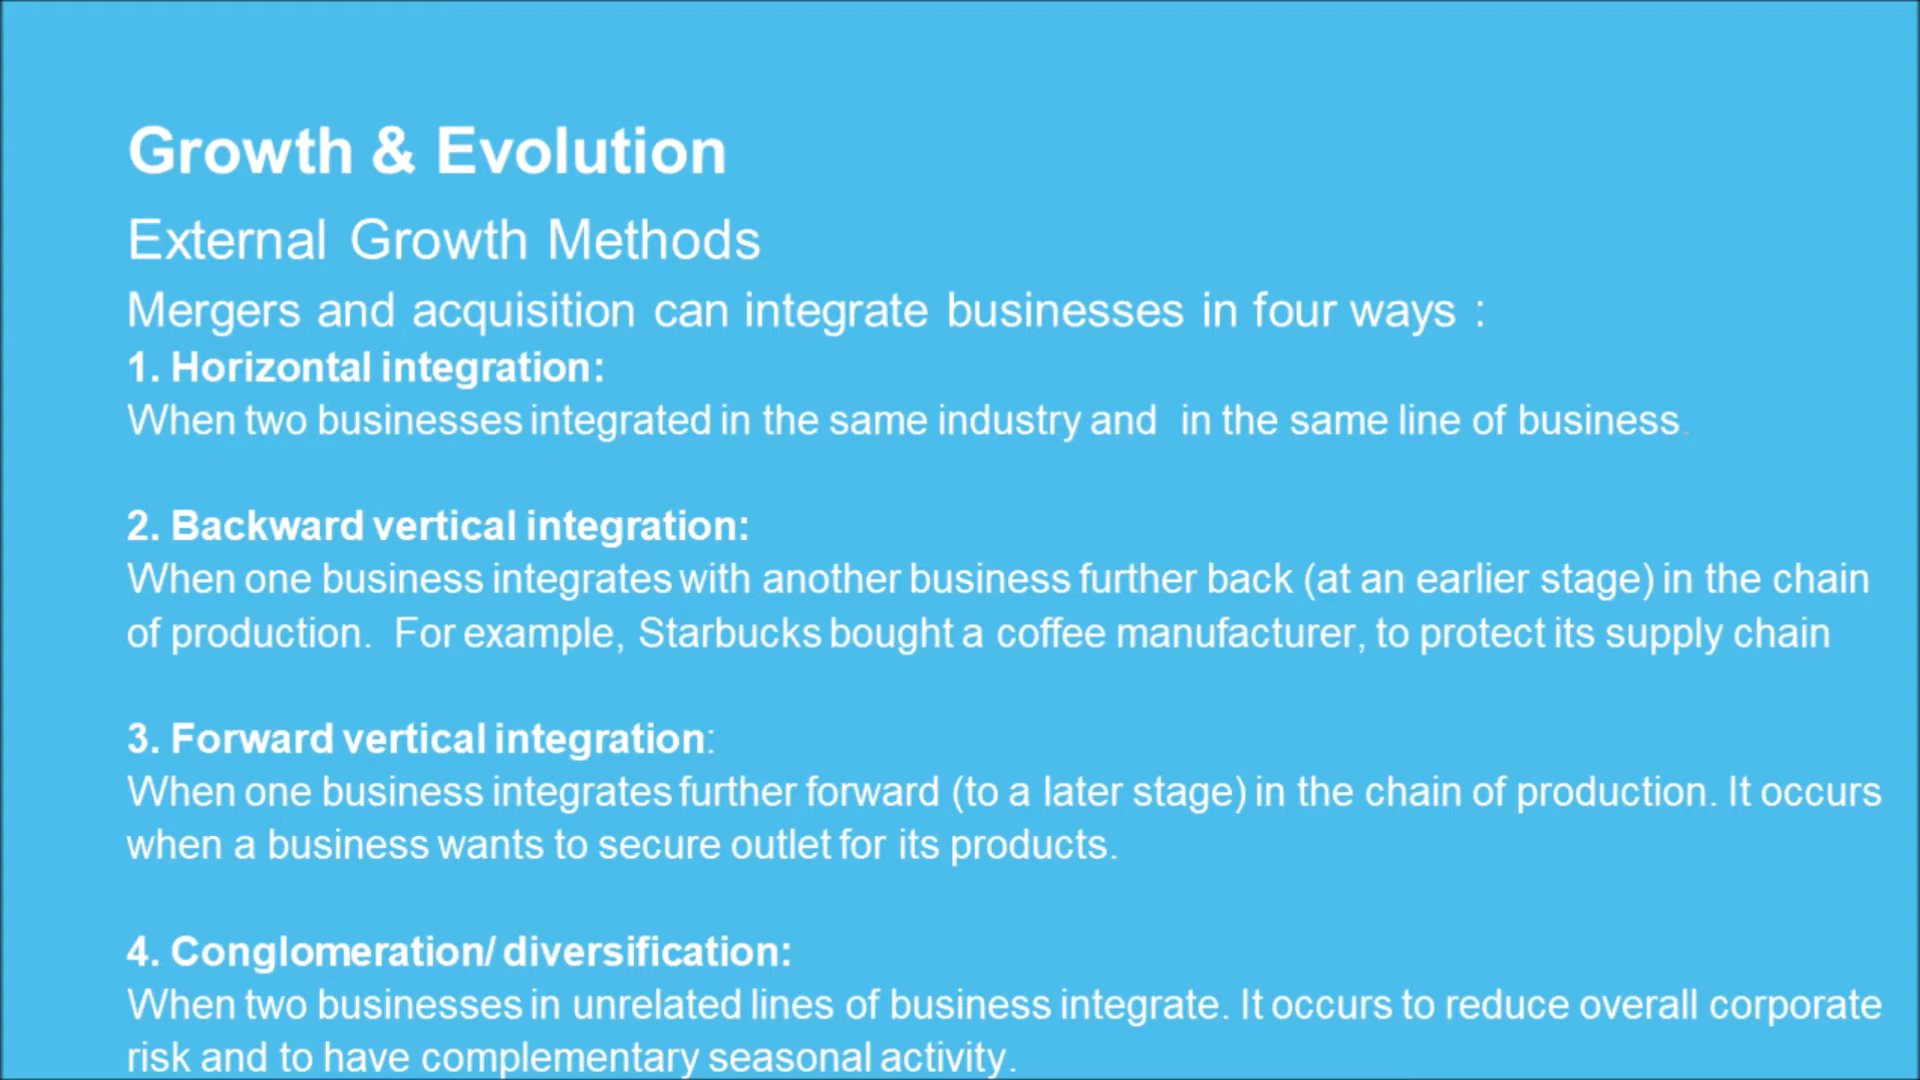 Growth & Evolution
External Growth Methods
Mergers and acquisition can integrate businesses in four ways :
1. Horizontal integration:
When two businesses integrated in the same industry and in the same line of business.
2. Backward vertical integration:
When one business integrates with another business further back (at an earlier stage) in the chain
of production. For example, Starbucks bought a coffee manufacturer, to protect its supply chain
3. Forward vertical integration:
When one business integrates further forward (to a later stage) in the chain of production. It occurs
when a business wants to secure outlet for its products.
4. Conglomeration/ diversification:
When two businesses in unrelated lines of business integrate. It occurs to reduce overall corporate
risk and to have complementary seasonal activity.